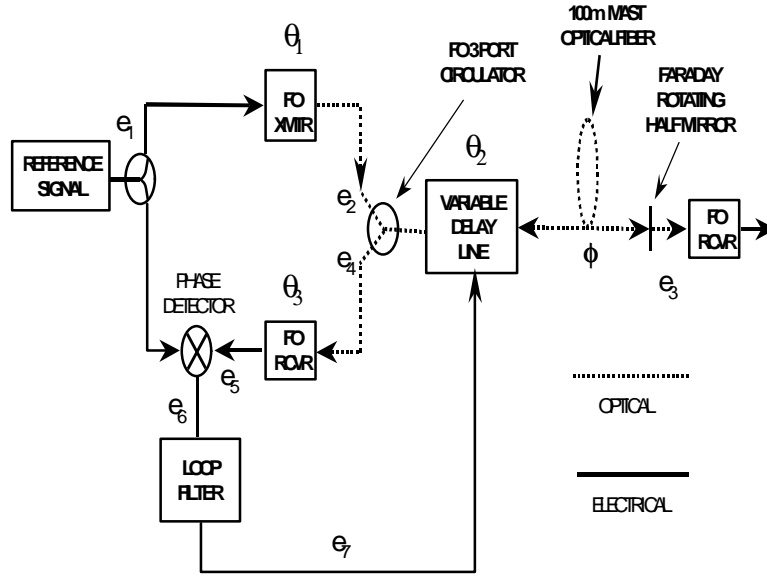 θ1
FO
XMTR
e1
REFERENCE
SIGNAL
FO 3 PORT
CIRCULATOR
100m MAST
OPTICAL FIBER
FARADAY
ROTATING
HALF MIRROR
θ2
e2
VARIABLE
DELAY
LINE
FO
RCVR
ϕ
e3
e4
PHASE
DETECTOR
θ3
FO
RCVR
e5
e6
LOOP
FILTER
e7
OPTICAL
ELECTRICAL